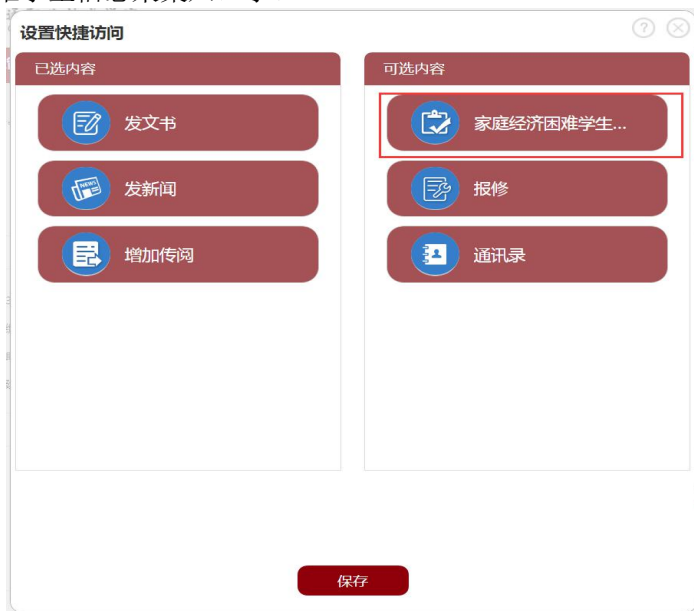 设置快捷访问
已选内容
发文书
NEWS
发新闻
增加传阅
可选内容
家庭经济困难学生...
报修
通讯录
保存